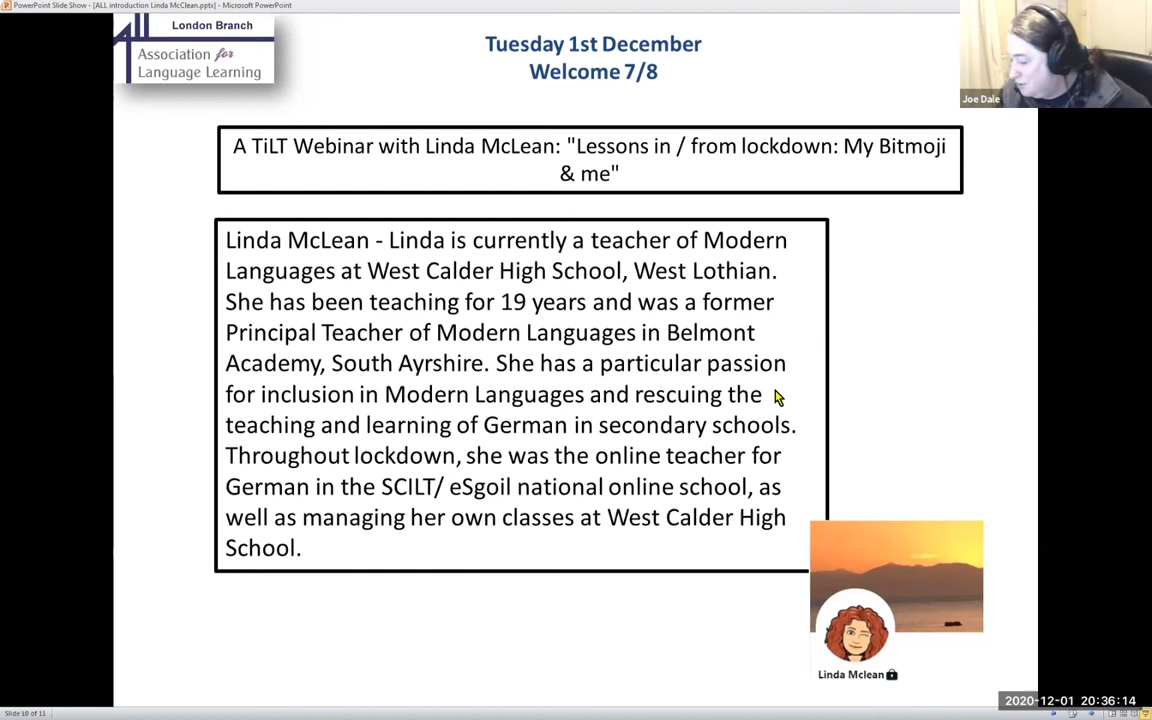 PowerPoint Slide Show - [ALL introduction Linda McClean.pptx] - Microsoft PowerPoint
London Branch
Association for
Language Learning
Tuesday 1st December
Welcome 7/8
Joe Dale
A TiLT Webinar with Linda McLean: "Lessons in / from lockdown: My Bitmoji
& me"
Linda McLean - Linda is currently a teacher of Modern
Languages at West Calder High School, West Lothian.
She has been teaching for 19 years and was a former
Principal Teacher of Modern Languages in Belmont
Academy, South Ayrshire. She has a particular passion
for inclusion in Modern Languages and rescuing the
teaching and learning of German in secondary schools.
Throughout lockdown, she was the online teacher for
German in the SCILT/ eSgoil national online school, as
well as managing her own classes at West Calder High
School.
Linda Mclean
2020-12-01 20:36:14
Slide 10 of 11